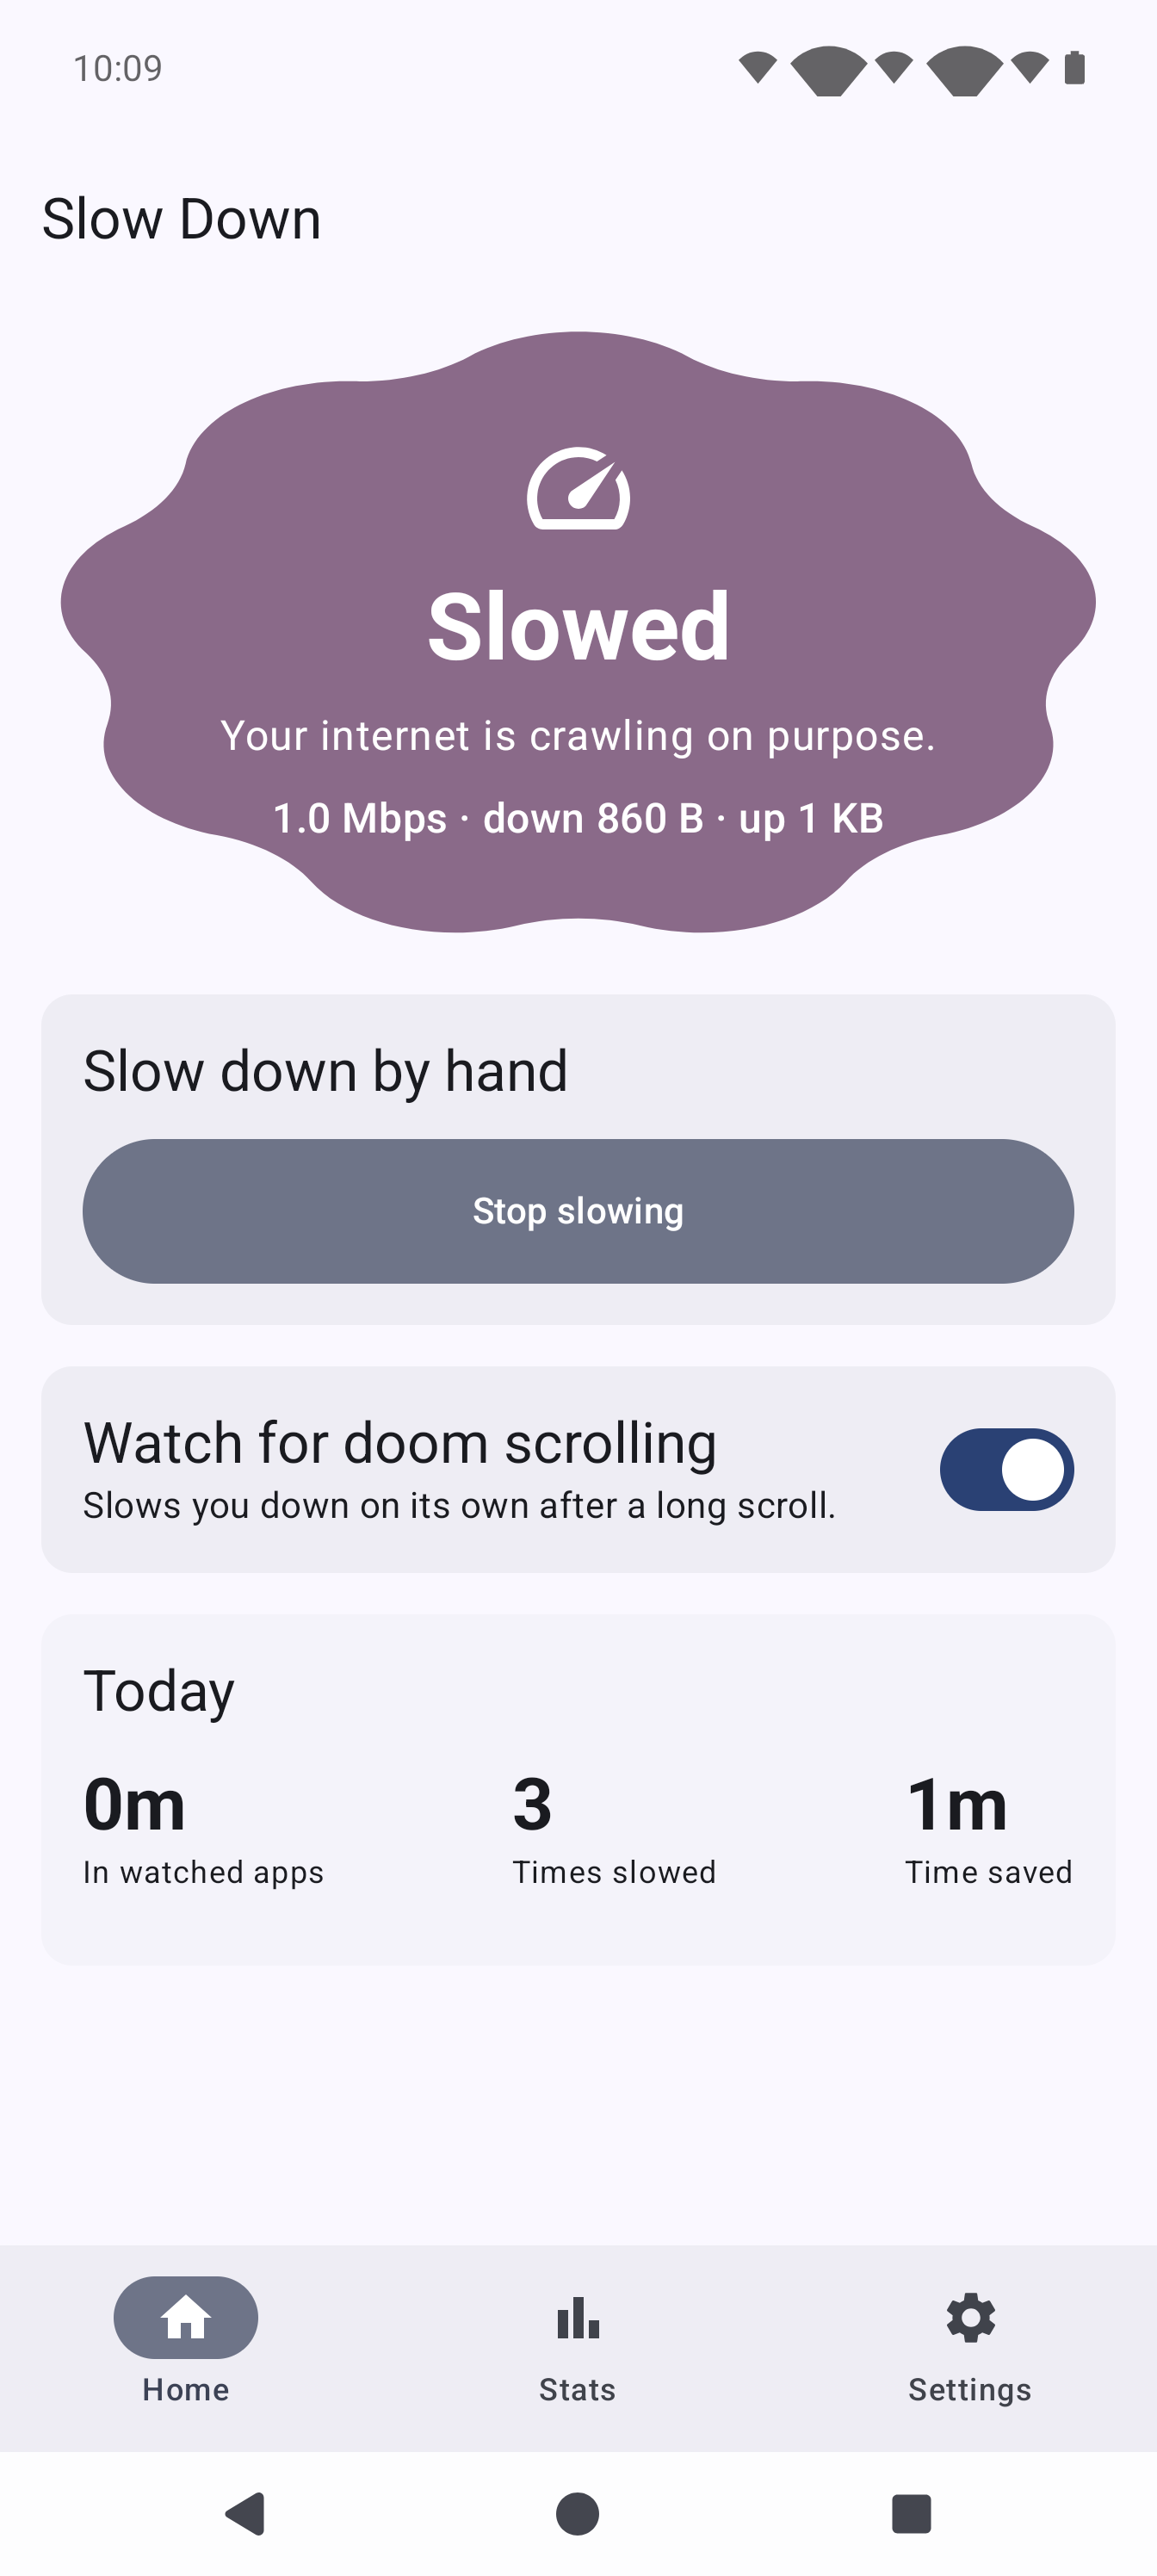 10:09
Slow Down
Slowed
Your internet is crawling on purpose.
1.0 Mbps · down 860 B · up 1 KB
Slow down by hand
Stop slowing
Watch for doom scrolling
Slows you down on its own after a long scroll.
Today
0m 3 1m
In watched apps Times slowed Time saved
Home Stats Settings